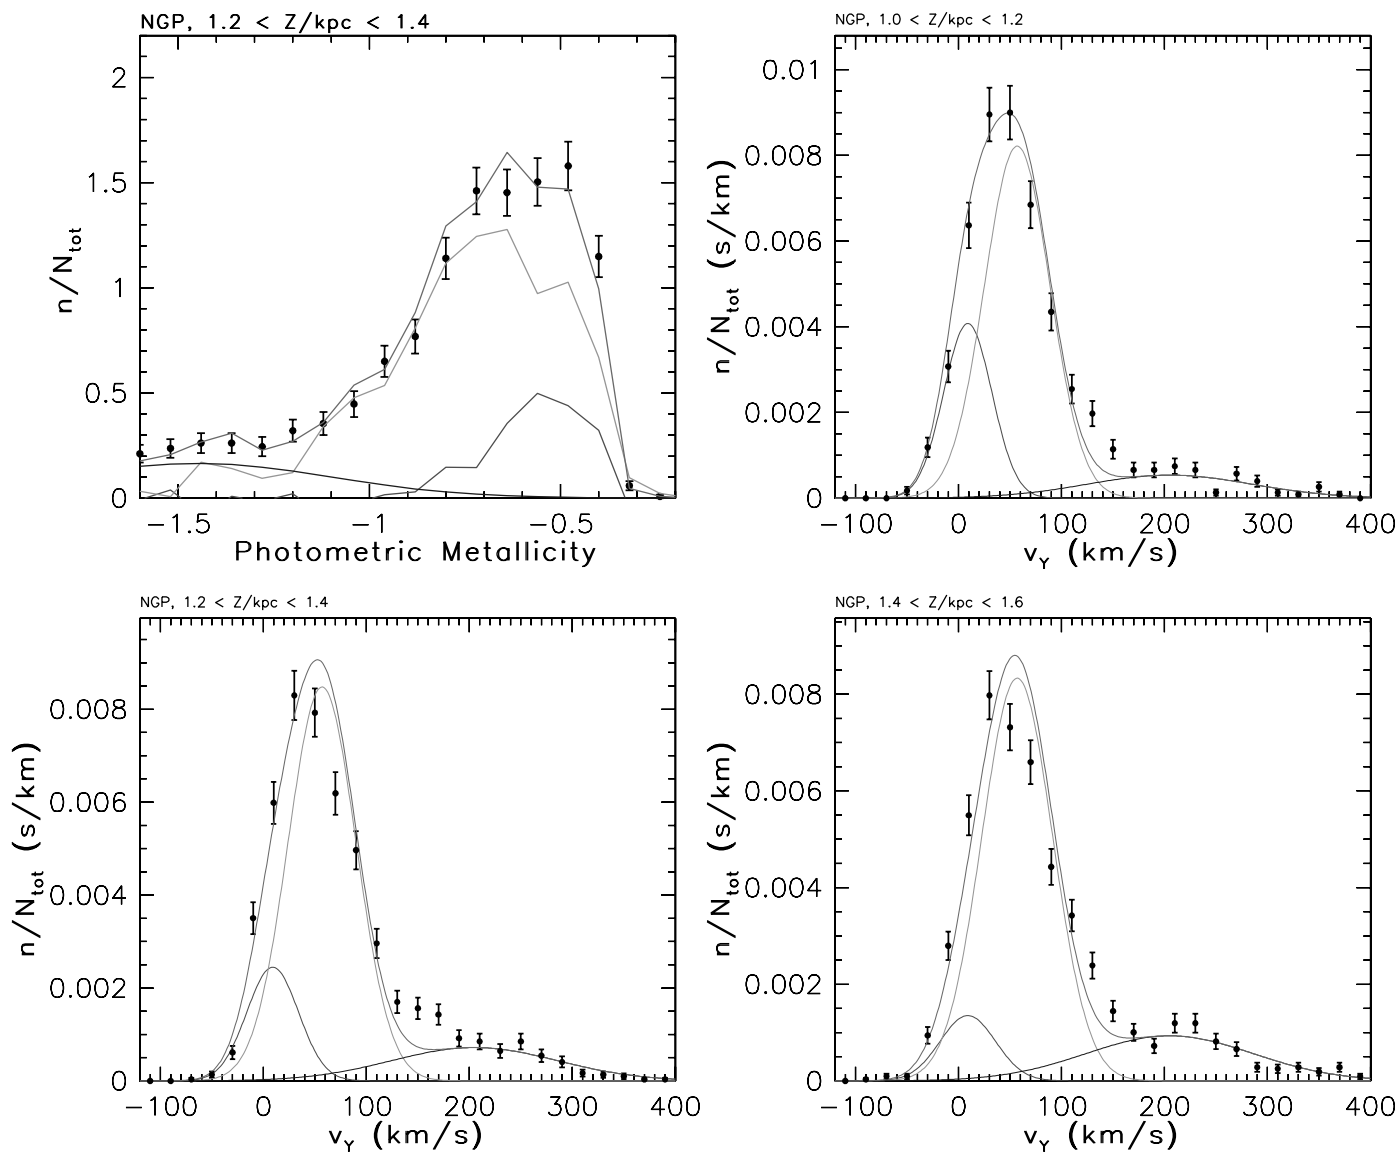 NGP, 1.2 < Z/kpc < 1.4
2
1.5
1
0.5
0
−1.5 −1 −0.5
Photometric Metallicity
n/N_tot
NGP, 1.0 < Z/kpc < 1.2
0.01
0.008
0.006
0.004
0.002
0
−100 0 100 200 300 400
v_Y (km/s)
n/N_tot (s/km)
NGP, 1.2 < Z/kpc < 1.4
0.008
0.006
0.004
0.002
0
−100 0 100 200 300 400
v_Y (km/s)
n/N_tot (s/km)
NGP, 1.4 < Z/kpc < 1.6
0.008
0.006
0.004
0.002
0
−100 0 100 200 300 400
v_Y (km/s)
n/N_tot (s/km)